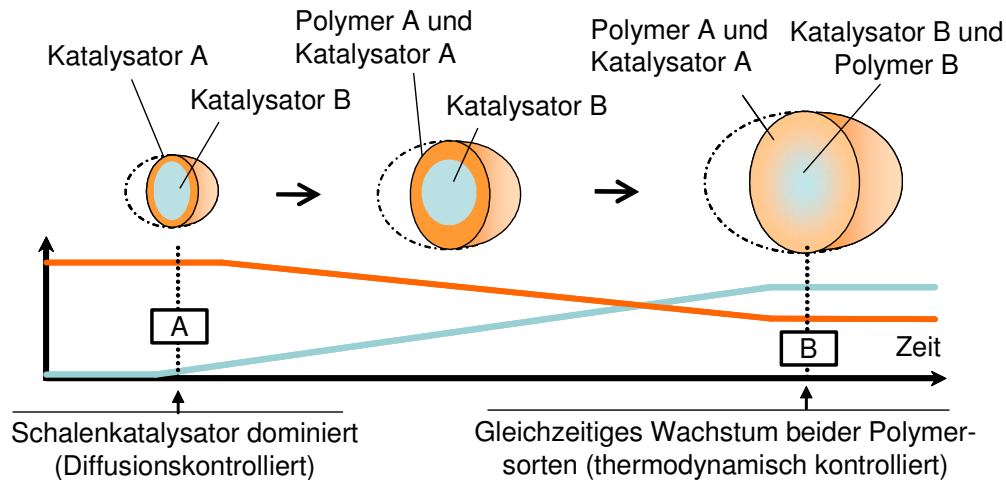 Katalysator A
Katalysator B
Polymer A und
Katalysator A
Katalysator B
Polymer A und
Katalysator A
Katalysator B und
Polymer B
A
B
Zeit
Schalenkatalysator dominiert
(Diffusionskontrolliert)
Gleichzeitiges Wachstum beider Polymer-
sorten (thermodynamisch kontrolliert)